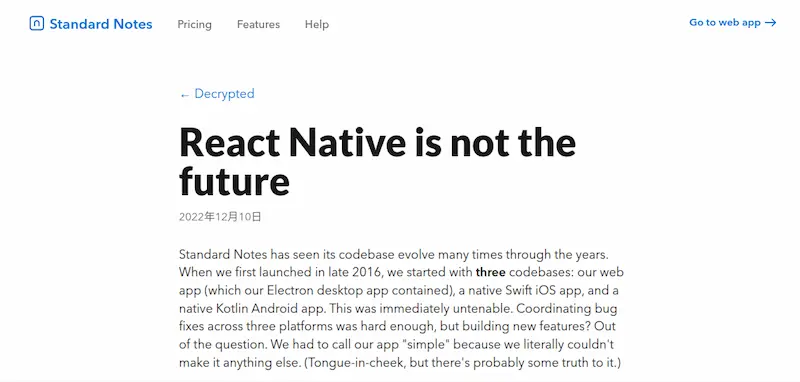 Standard Notes Pricing Features Help Go to web app →
← Decrypted
React Native is not the
future
2022年12月10日
Standard Notes has seen its codebase evolve many times through the years.
When we first launched in late 2016, we started with three codebases: our web
app (which our Electron desktop app contained), a native Swift iOS app, and a
native Kotlin Android app. This was immediately untenable. Coordinating bug
fixes across three platforms was hard enough, but building new features? Out
of the question. We had to call our app "simple" because we literally couldn't
make it anything else. (Tongue-in-cheek, but there's probably some truth to it.)